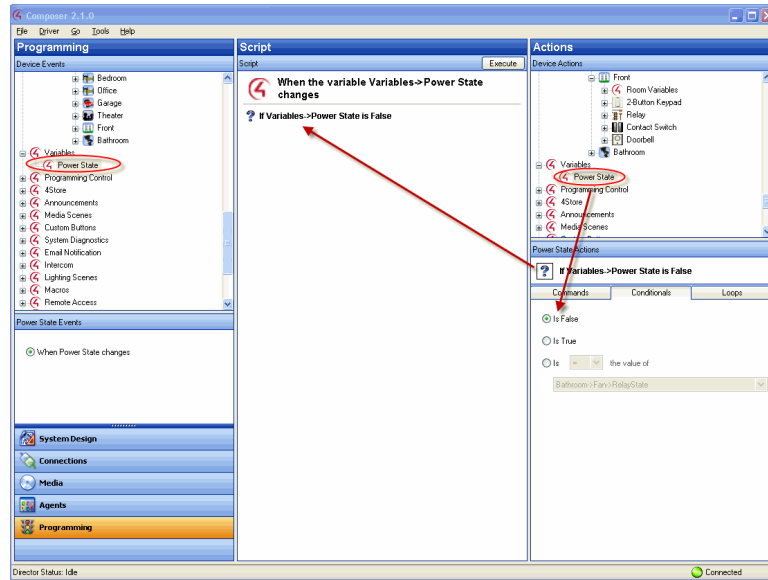 Composer 2.1.0
File Driver Go Tools Help
Programming
Device Events
Bedroom
Office
Garage
Theater
Front
Bathroom
Variables
Power State
Programming Control
4Store
Announcements
Media Scenes
Custom Buttons
System Diagnostics
Email Notification
Intercom
Lighting Scenes
Macros
Remote Access
Power State Events
When Power State changes
System Design
Connections
Media
Agents
Programming
Director Status: Idle
Script
Script Execute
When the variable Variables->Power State
changes
? If Variables->Power State is False
Actions
Device Actions
Front
Room Variables
2-Button Keypad
Relay
Contact Switch
Doorbell
Bathroom
Variables
Power State
Programming Control
4Store
Announcements
Media Scenes
Power State Actions
? If Variables->Power State is False
Commands Conditionals Loops
Is False
Is True
Is = the value of
Bathroom->Fan->RelayState
Connected